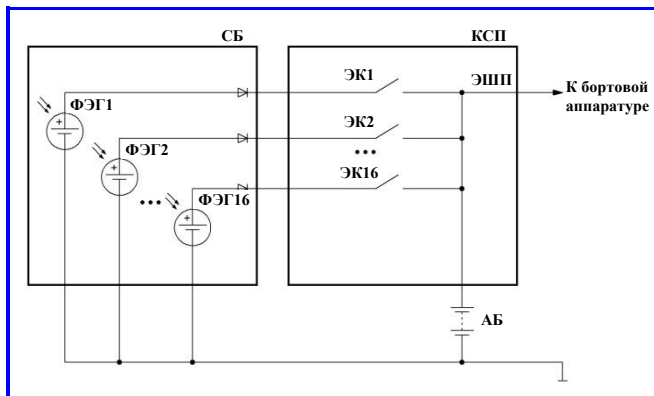 СБ
КСП
ЭК1
ЭШП
К бортовой
аппаратуре
ФЭГ1
+
ЭК2
ФЭГ2
+
•••
ЭК16
•••
ФЭГ16
+
АБ